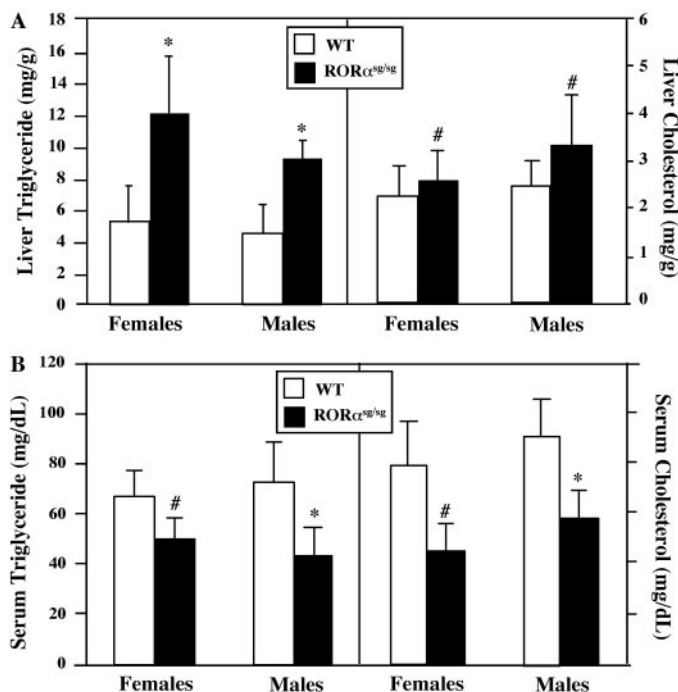 A
Liver Triglyceride (mg/g)
18
16
14
12
10
8
6
4
2
0
WT
RORα^sg/sg
*
*
#
#
6
5
4
3
2
1
0
Liver Cholesterol
(mg/g)
Females
Males
Females
Males
B
Serum Triglyceride (mg/dL)
120
100
80
60
40
20
0
WT
RORα^sg/sg
#
*
#
*
Serum Cholesterol
(mg/dL)
Females
Males
Females
Males